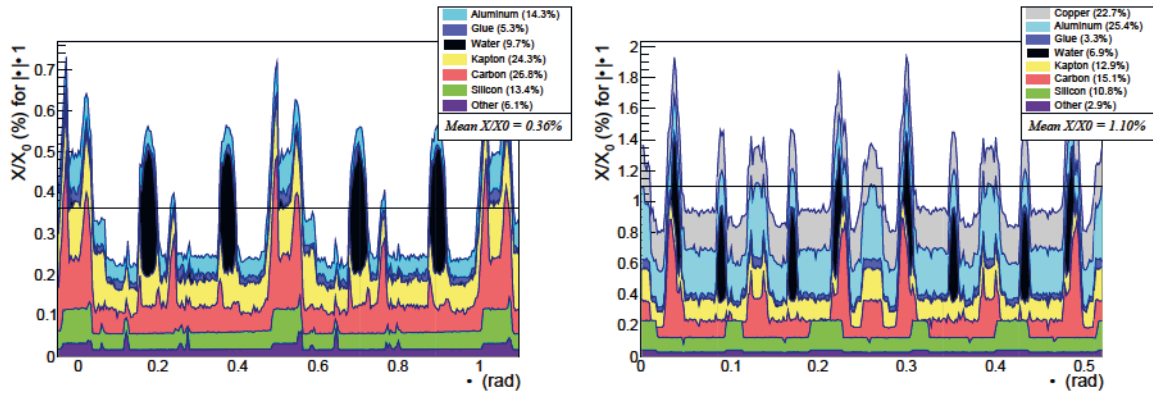 Aluminum (14.3%)
Glue (5.3%)
Water (9.7%)
Kapton (24.3%)
Carbon (26.8%)
Silicon (13.4%)
Other (6.1%)
Mean X/X0 = 0.36%
X/X0 (%) for |•|• 1
0.7
0.6
0.5
0.4
0.3
0.2
0.1
0
0 0.2 0.4 0.6 0.8 1
• (rad)
Copper (22.7%)
Aluminum (25.4%)
Glue (3.3%)
Water (6.9%)
Kapton (12.9%)
Carbon (15.1%)
Silicon (10.8%)
Other (2.9%)
Mean X/X0 = 1.10%
X/X0 (%) for |•|• 1
2
1.8
1.6
1.4
1.2
1
0.8
0.6
0.4
0.2
0
0 0.1 0.2 0.3 0.4 0.5
• (rad)